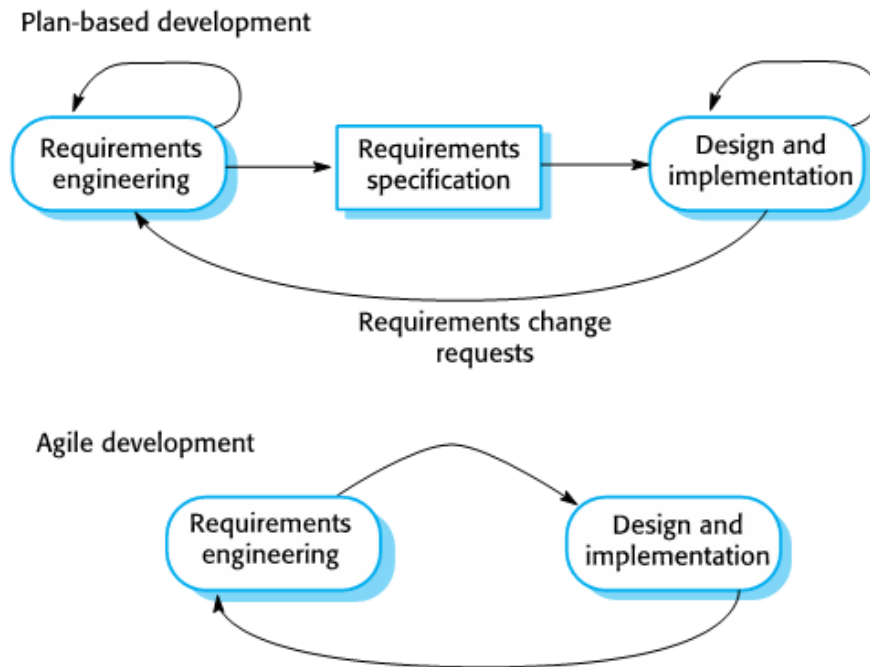 Plan-based development
Requirements
engineering
Requirements
specification
Design and
implementation
Requirements change
requests
Agile development
Requirements
engineering
Design and
implementation